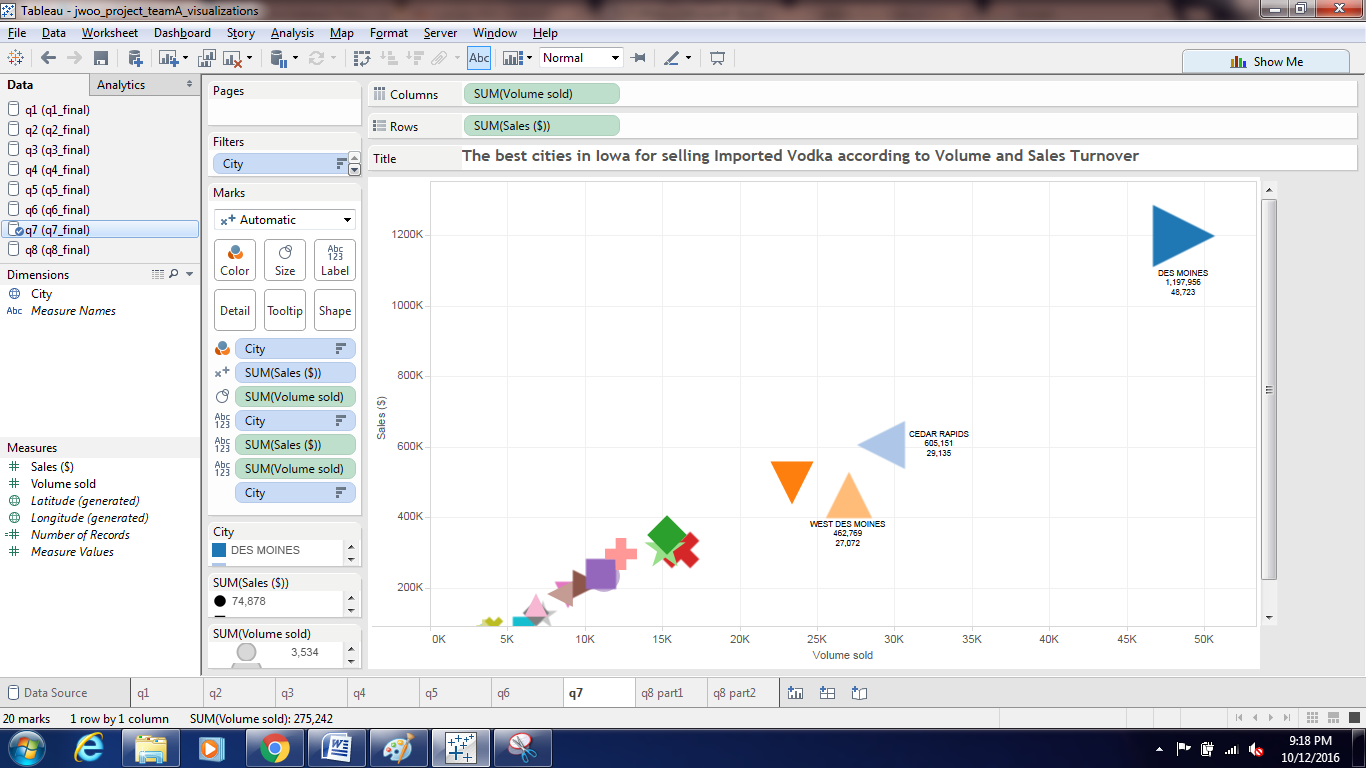 Tableau - jwoo_project_teamA_visualizations
File Data Worksheet Dashboard Story Analysis Map Format Server Window Help
Abc Normal Show Me
Data Analytics
q1 (q1_final)
q2 (q2_final)
q3 (q3_final)
q4 (q4_final)
q5 (q5_final)
q6 (q6_final)
q7 (q7_final)
q8 (q8_final)
Dimensions
City
Abc Measure Names
Measures
Sales ($)
Volume sold
Latitude (generated)
Longitude (generated)
Number of Records
Measure Values
Pages
Filters
City
Marks
Automatic
Color Size Abc 123 Label
Detail Tooltip Shape
City
SUM(Sales ($))
SUM(Volume sold)
Abc 123 City
Abc 123 SUM(Sales ($))
Abc 123 SUM(Volume sold)
City
City
DES MOINES
SUM(Sales ($))
74,878
SUM(Volume sold)
3,534
Columns SUM(Volume sold)
Rows SUM(Sales ($))
Title The best cities in Iowa for selling Imported Vodka according to Volume and Sales Turnover
1200K
1000K
800K
600K
400K
200K
Sales ($)
DES MOINES
1,197,956
48,723
CEDAR RAPIDS
605,151
29,135
WEST DES MOINES
462,769
27,072
0K 5K 10K 15K 20K 25K 30K 35K 40K 45K 50K
Volume sold
Data Source q1 q2 q3 q4 q5 q6 q7 q8 part1 q8 part2
20 marks 1 row by 1 column SUM(Volume sold): 275,242
9:18 PM
10/12/2016